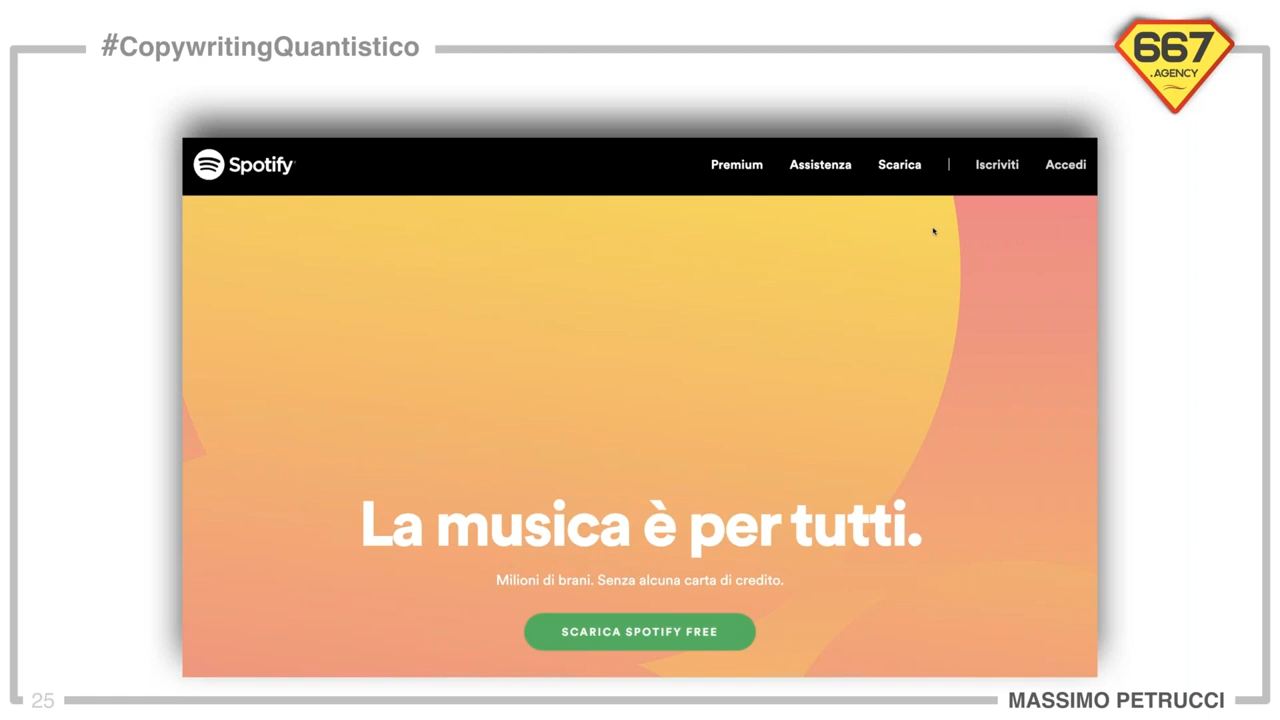 #CopywritingQuantistico
667
.AGENCY
Spotify
Premium
Assistenza
Scarica
|
Iscriviti
Accedi
La musica è per tutti.
Milioni di brani. Senza alcuna carta di credito.
SCARICA SPOTIFY FREE
25
MASSIMO PETRUCCI